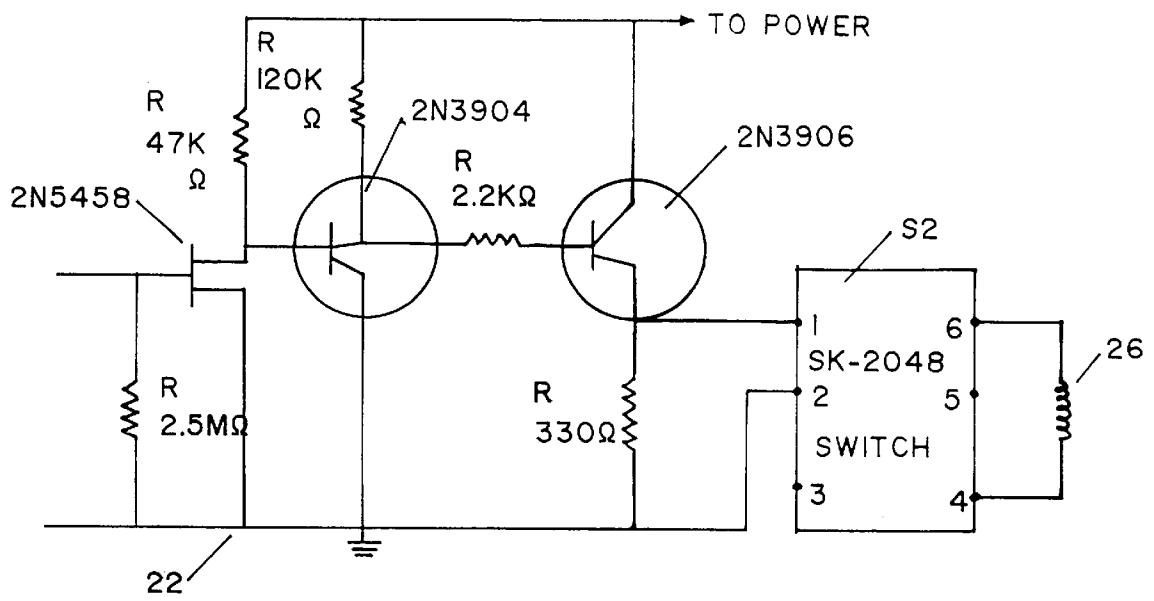 TO POWER
R
120K
Ω
R
47K
Ω
2N3904
2N3906
R
2.2KΩ
2N5458
S2
1
6
26
SK-2048
2
5
R
2.5MΩ
R
330Ω
SWITCH
3
4
22